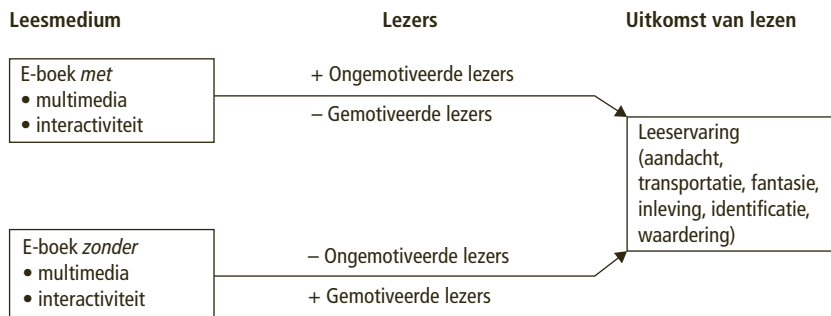 Leesmedium
Lezers
Uitkomst van lezen
E-boek met
• multimedia
• interactiviteit
+ Ongemotiveerde lezers
– Gemotiveerde lezers
Leeservaring
(aandacht,
transportatie, fantasie,
inleving, identificatie,
waardering)
E-boek zonder
• multimedia
• interactiviteit
– Ongemotiveerde lezers
+ Gemotiveerde lezers